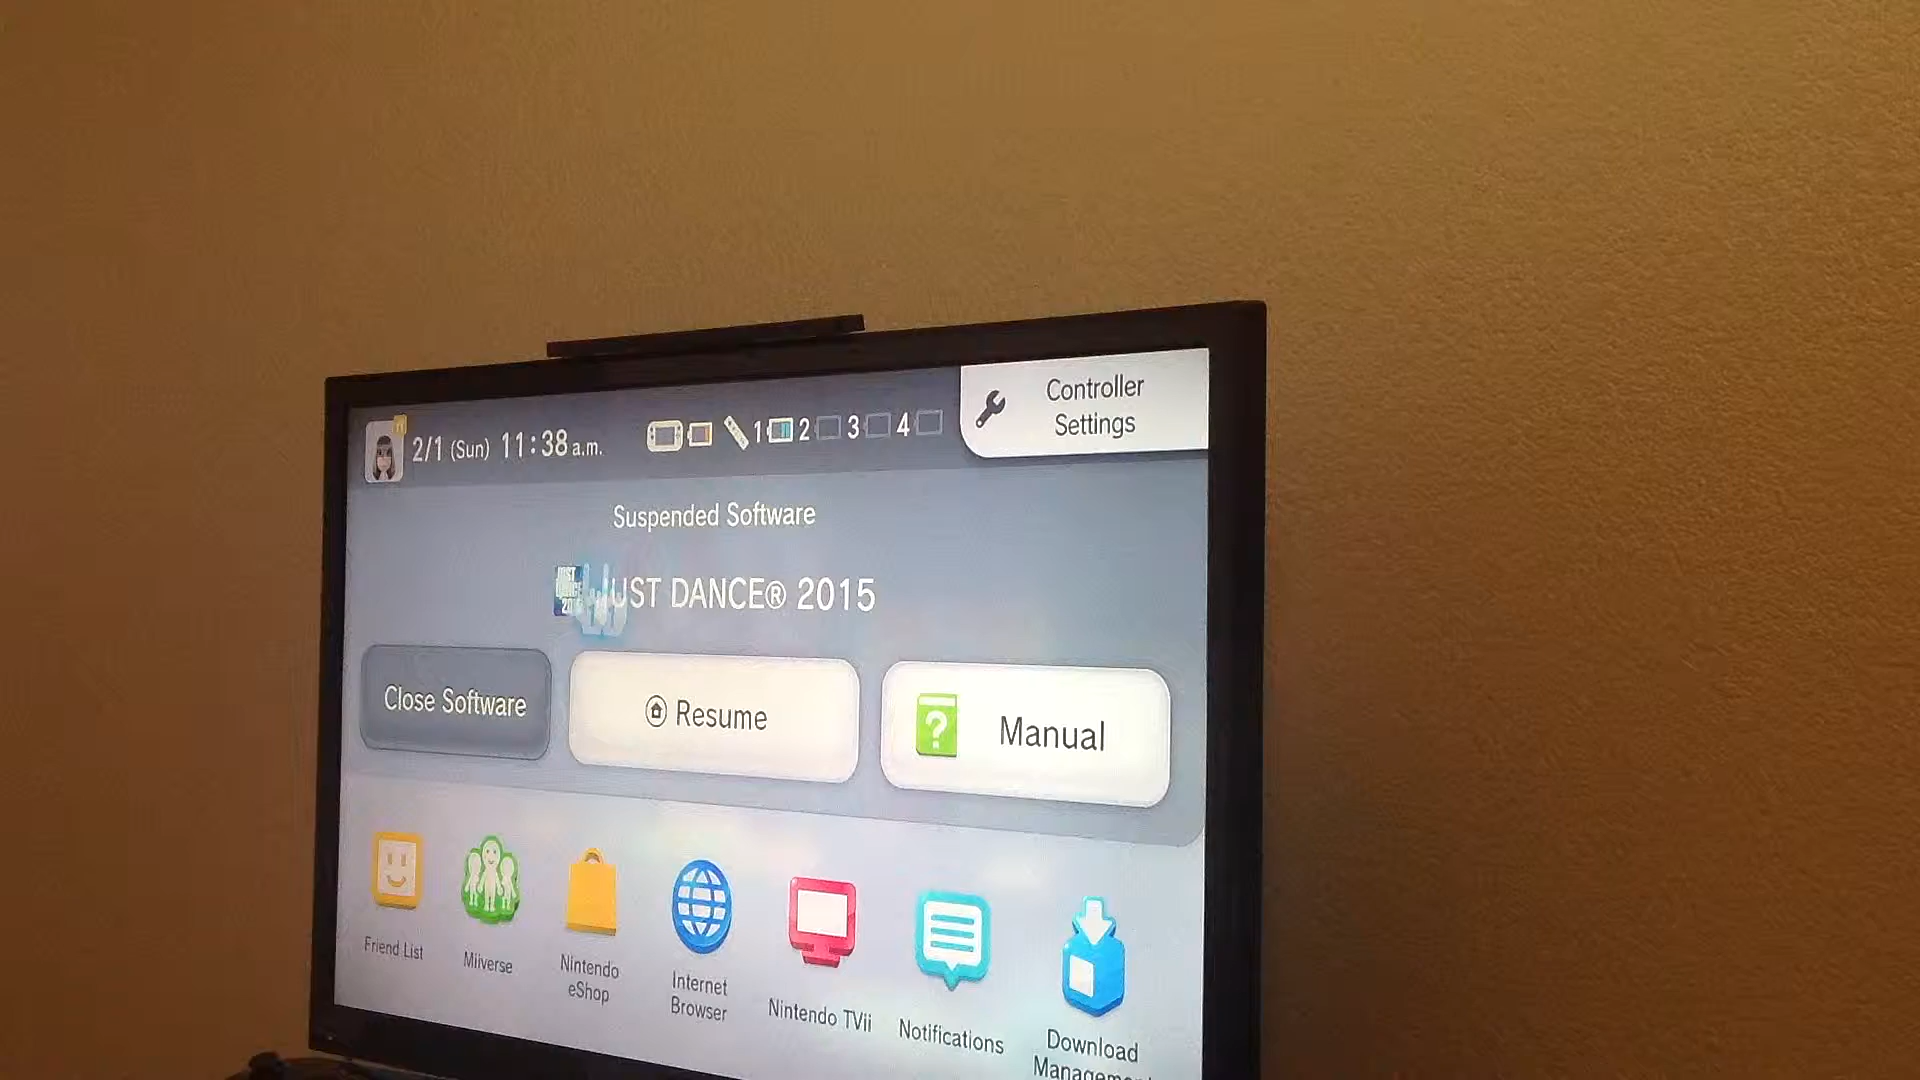 2/1 (Sun) 11:38 a.m.
1 2 3 4
Controller
Settings
Suspended Software
JUST DANCE® 2015
Close Software
Resume
? Manual
Friend List
Miiverse
Nintendo
eShop
Internet
Browser
Nintendo TVii
Notifications
Download